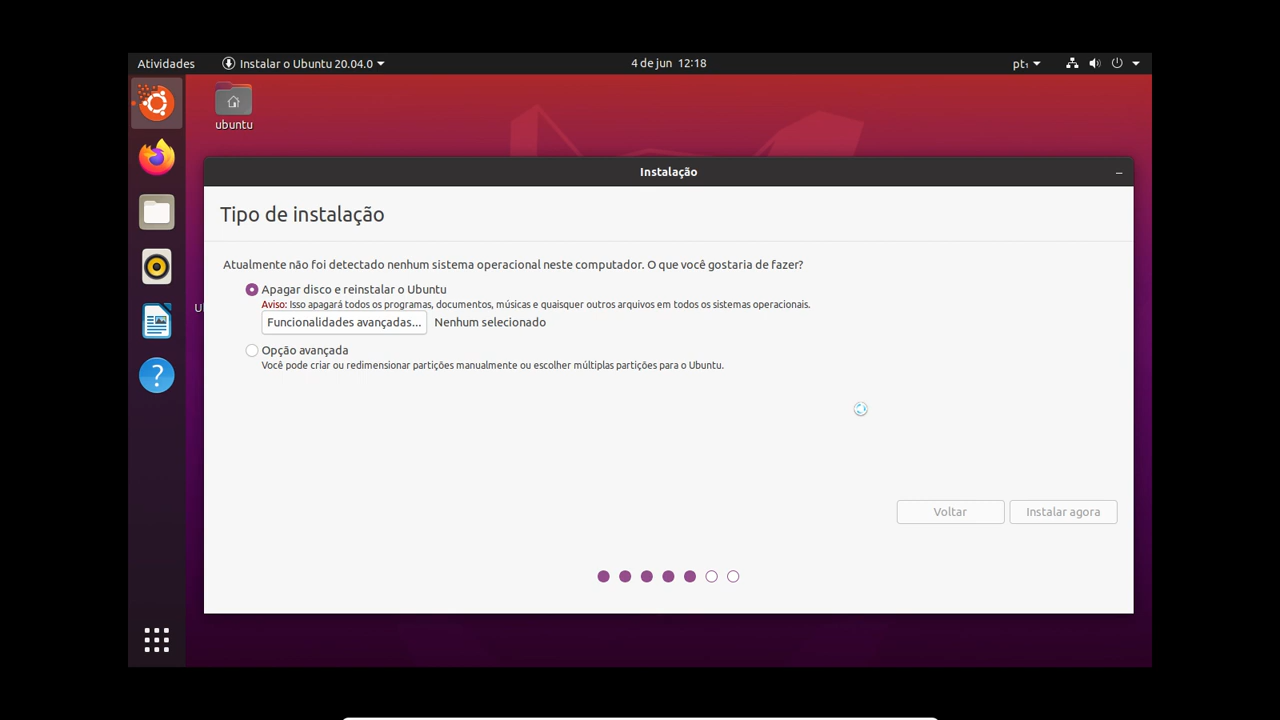 Atividades
Instalar o Ubuntu 20.04.0
4 de jun 12:18
pt₁
ubuntu
Instalação
Tipo de instalação
Atualmente não foi detectado nenhum sistema operacional neste computador. O que você gostaria de fazer?
Apagar disco e reinstalar o Ubuntu
Aviso: Isso apagará todos os programas, documentos, músicas e quaisquer outros arquivos em todos os sistemas operacionais.
Funcionalidades avançadas...
Nenhum selecionado
Opção avançada
Você pode criar ou redimensionar partições manualmente ou escolher múltiplas partições para o Ubuntu.
Voltar
Instalar agora